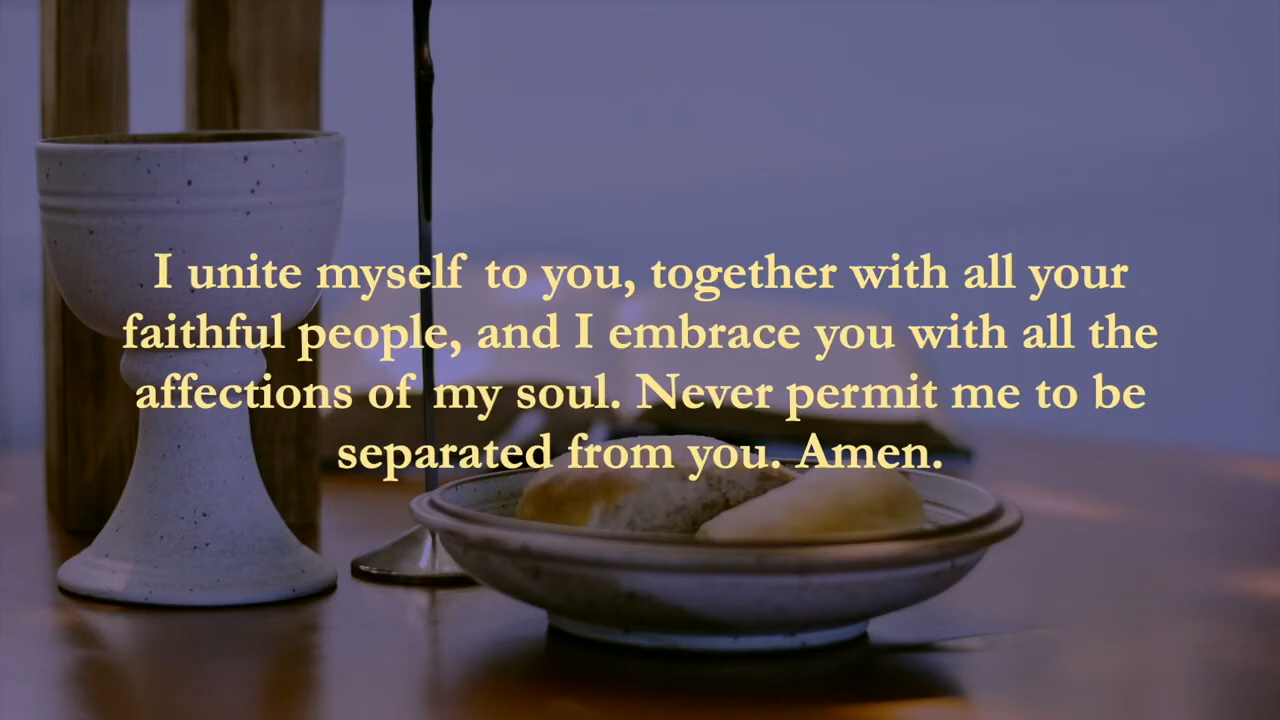 I unite myself to you, together with all your
faithful people, and I embrace you with all the
affections of my soul. Never permit me to be
separated from you. Amen.